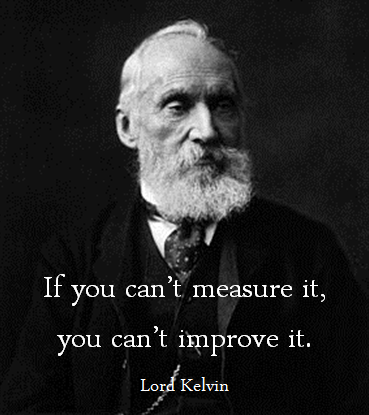 If you can't measure it,
you can't improve it.
Lord Kelvin